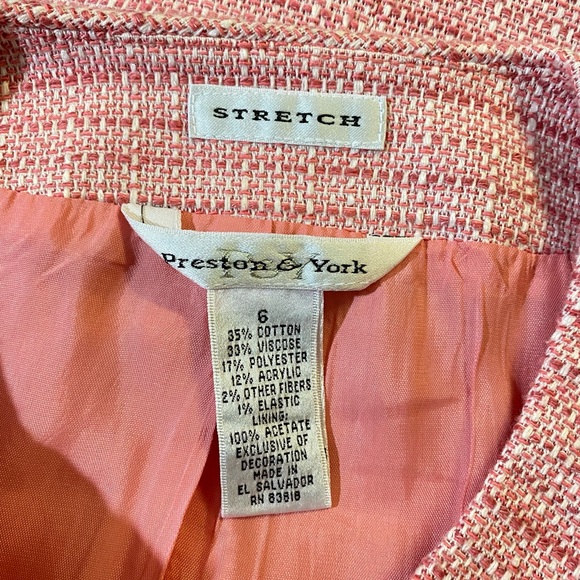 STRETCH
Preston & York
6
35% COTTON
33% VISCOSE
17% POLYESTER
12% ACRYLIC
2% OTHER FIBERS
1% ELASTIC
LINING:
100% ACETATE
EXCLUSIVE OF
DECORATION
MADE IN
EL SALVADOR
RN 63618